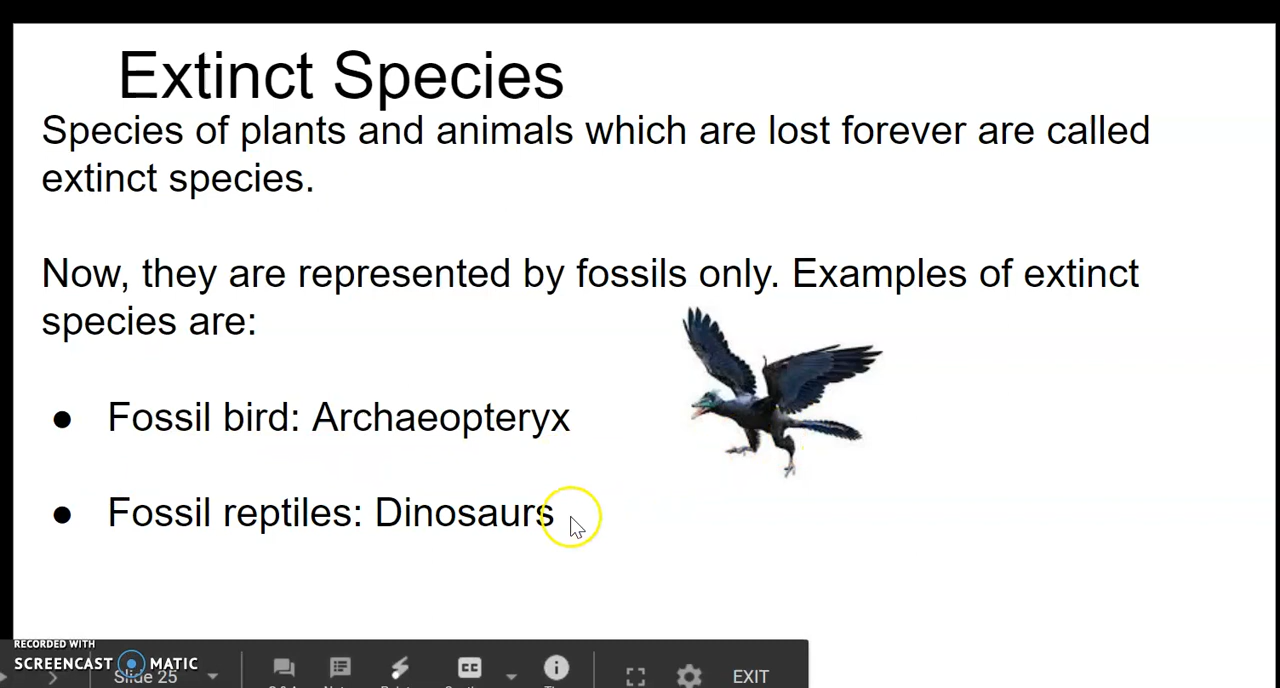 Extinct Species
Species of plants and animals which are lost forever are called
extinct species.
Now, they are represented by fossils only. Examples of extinct
species are:
● Fossil bird: Archaeopteryx
● Fossil reptiles: Dinosaurs
RECORDED WITH
SCREENCAST MATIC
Slide 25
CC
EXIT